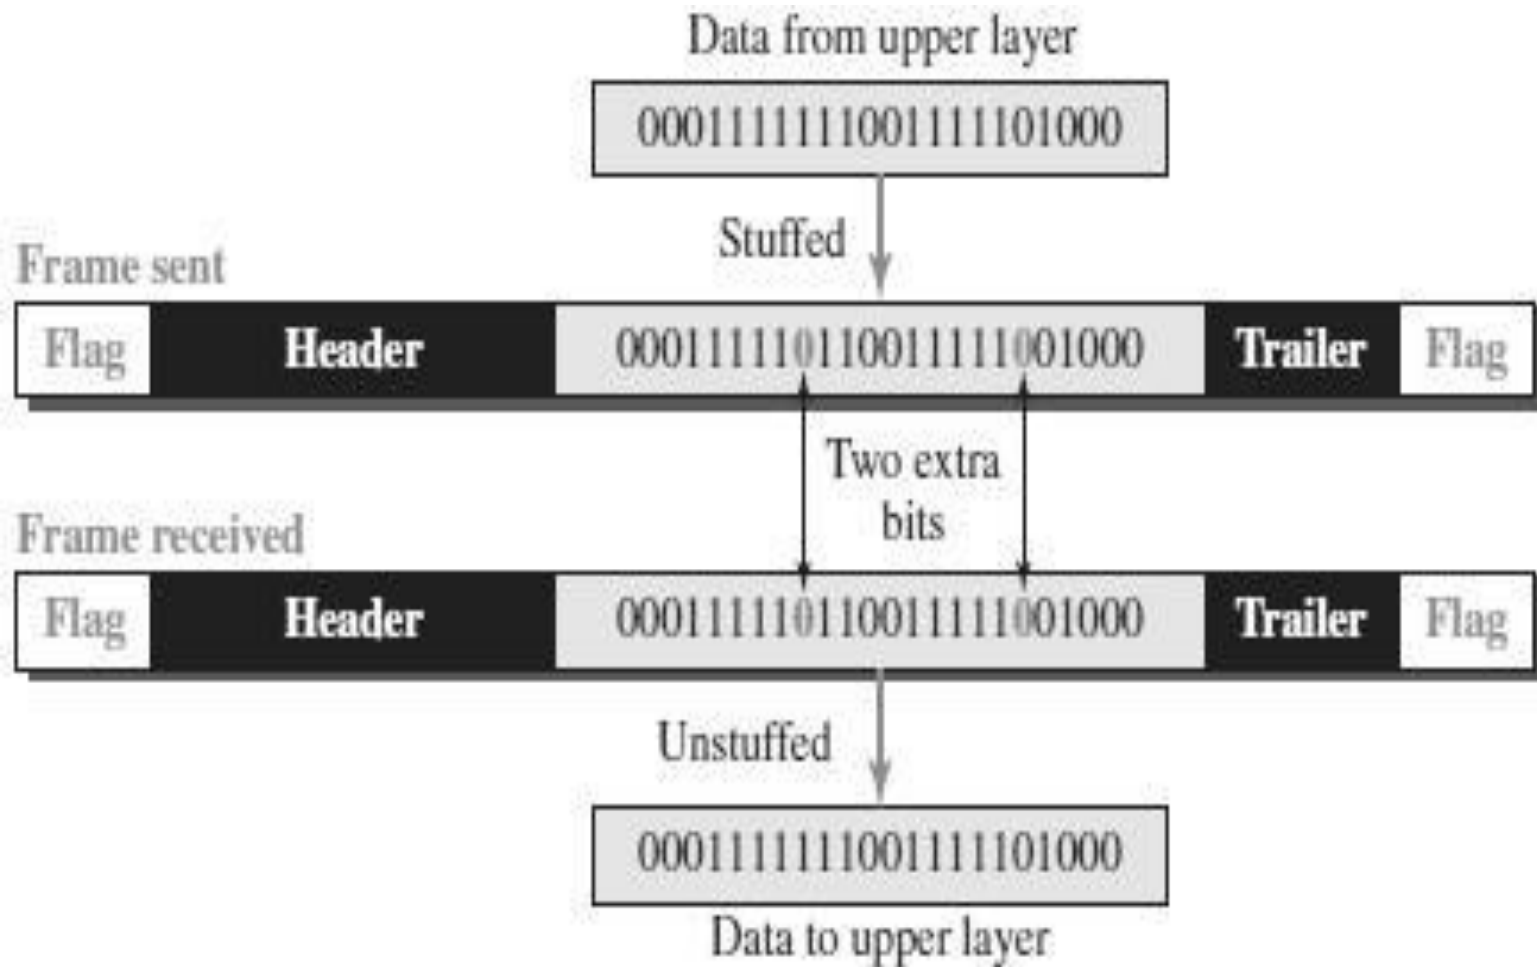 Data from upper layer
0001111111001111101000
Stuffed
Frame sent
Flag Header 000111110110011111001000 Trailer Flag
Two extra
bits
Frame received
Flag Header 000111110110011111001000 Trailer Flag
Unstuffed
0001111111001111101000
Data to upper layer